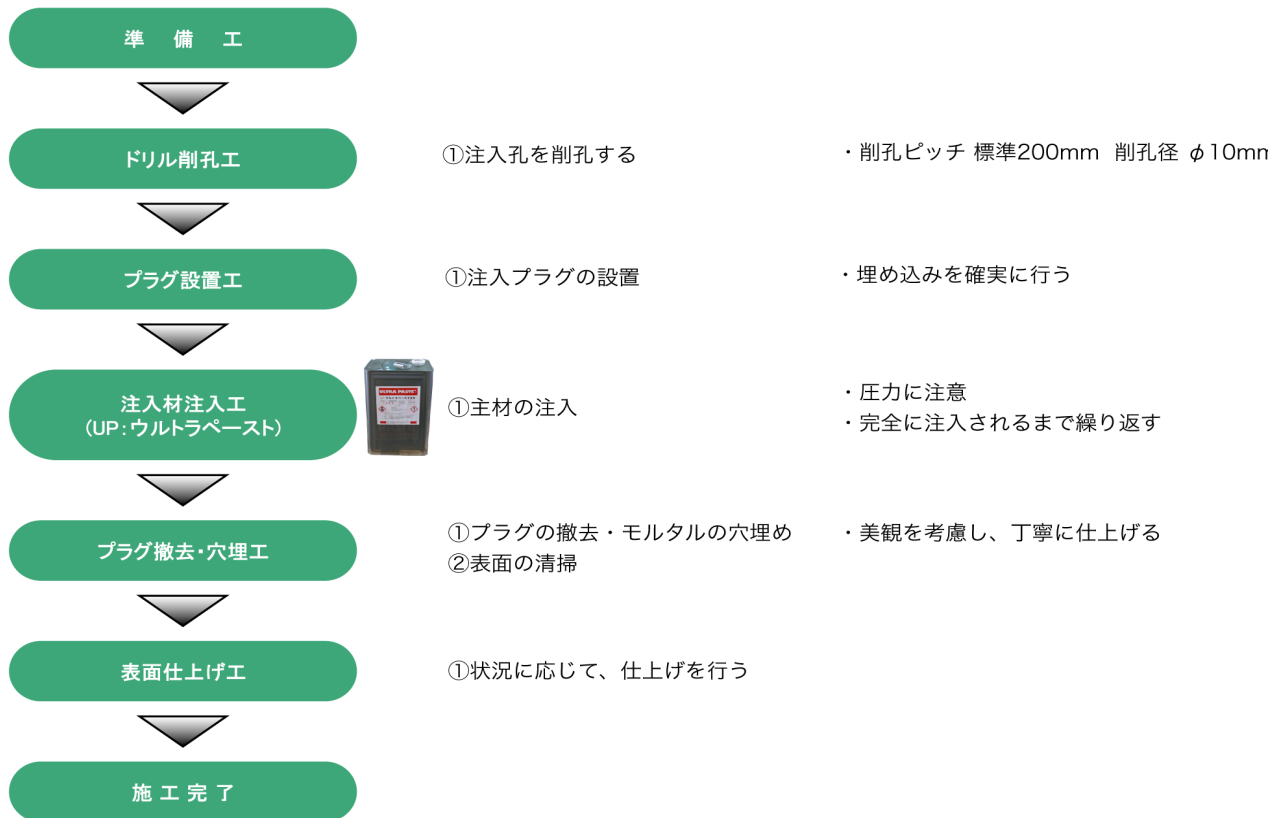 準 備 工
ドリル削孔工
①注入孔を削孔する
・削孔ピッチ 標準200mm 削孔径 φ10mm
プラグ設置工
①注入プラグの設置
・埋め込みを確実に行う
注入材注入工
(UP:ウルトラペースト)
ULTRA PASTE
①主材の注入
・圧力に注意
・完全に注入されるまで繰り返す
プラグ撤去・穴埋工
①プラグの撤去・モルタルの穴埋め
②表面の清掃
・美観を考慮し、丁寧に仕上げる
表面仕上げ工
①状況に応じて、仕上げを行う
施 工 完 了